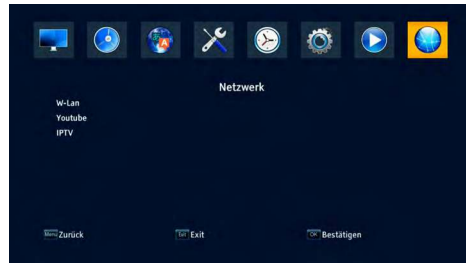 Netzwerk
W-Lan
Youtube
IPTV
Menu Zurück Exit Exit OK Bestätigen